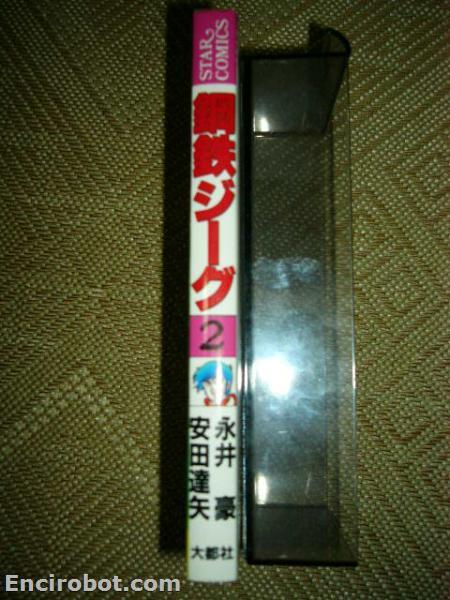 STAR COMICS
鋼鉄ジーグ
2
永井 豪
安田達矢
大都社
Encirobot.com